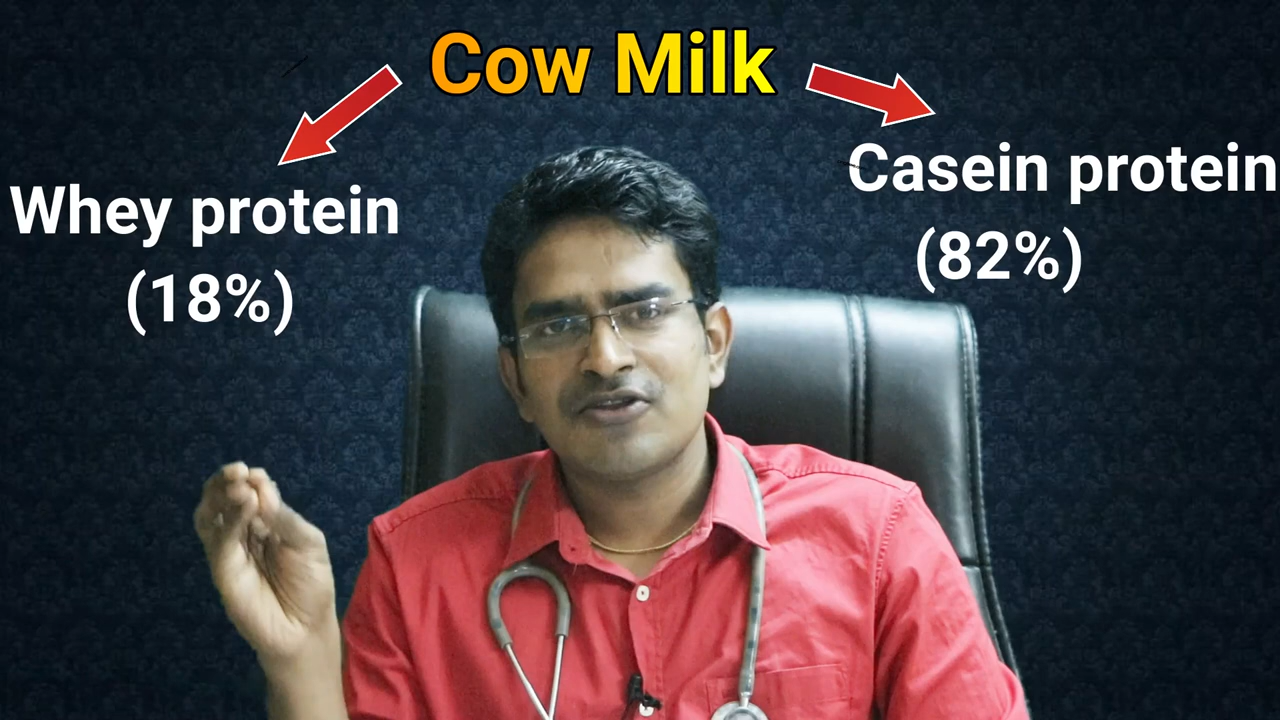 Cow Milk
Whey protein
(18%)
Casein protein
(82%)